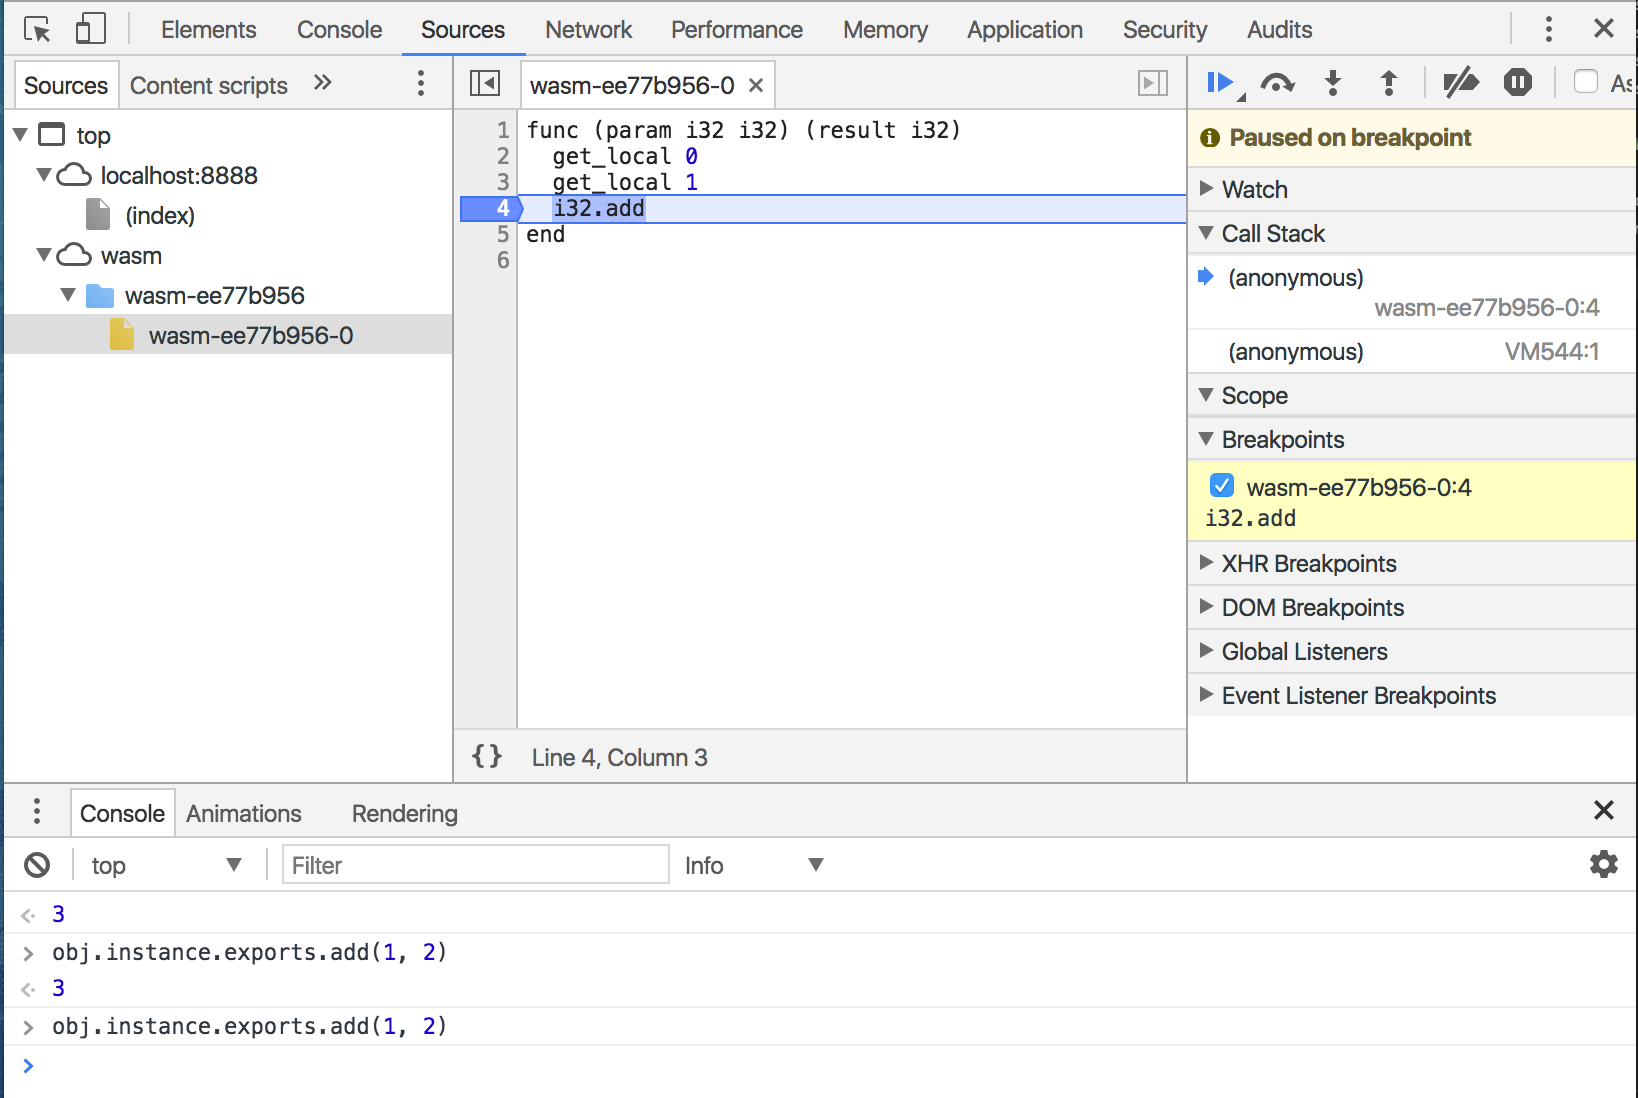 Elements Console Sources Network Performance Memory Application Security Audits
Sources Content scripts »
wasm-ee77b956-0
As
top
localhost:8888
(index)
wasm
wasm-ee77b956
wasm-ee77b956-0
1 func (param i32 i32) (result i32)
2 get_local 0
3 get_local 1
4 i32.add
5 end
6
{} Line 4, Column 3
Paused on breakpoint
Watch
Call Stack
(anonymous)
wasm-ee77b956-0:4
(anonymous) VM544:1
Scope
Breakpoints
wasm-ee77b956-0:4
i32.add
XHR Breakpoints
DOM Breakpoints
Global Listeners
Event Listener Breakpoints
Console Animations Rendering
top Filter Info
3
> obj.instance.exports.add(1, 2)
3
> obj.instance.exports.add(1, 2)
>